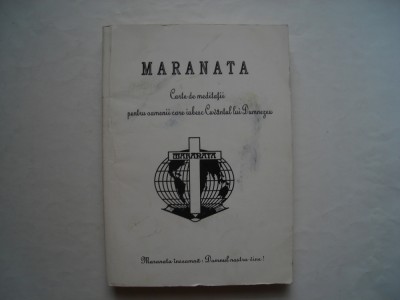 MARANATA
Carte de meditaţii
pentru oamenii care iubesc Cuvântul lui Dumnezeu
MARANATA
Maranata înseamnă: Domnul nostru vine!